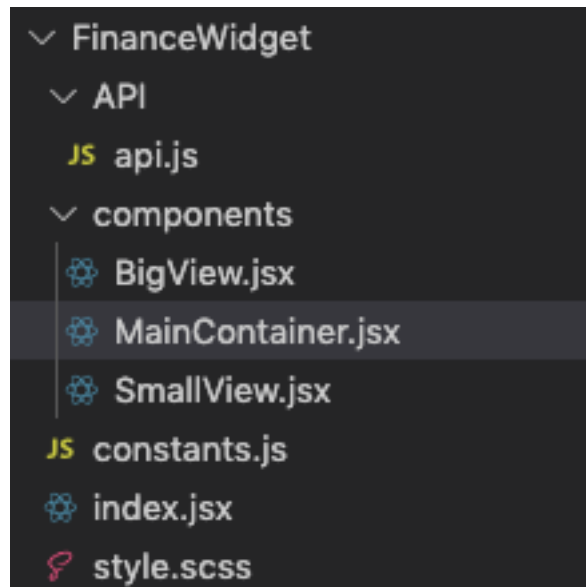 FinanceWidget
API
JS api.js
components
BigView.jsx
MainContainer.jsx
SmallView.jsx
JS constants.js
index.jsx
style.scss